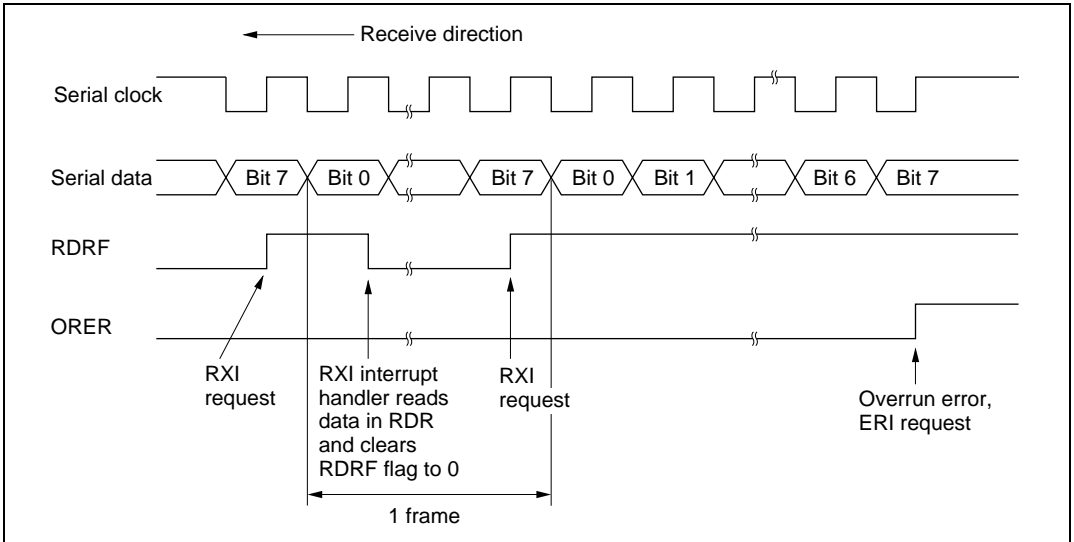 Receive direction
Serial clock
Serial data
Bit 7
Bit 0
Bit 7
Bit 0
Bit 1
Bit 6
Bit 7
RDRF
ORER
RXI
request
RXI interrupt
handler reads
data in RDR
and clears
RDRF flag to 0
RXI
request
Overrun error,
ERI request
1 frame